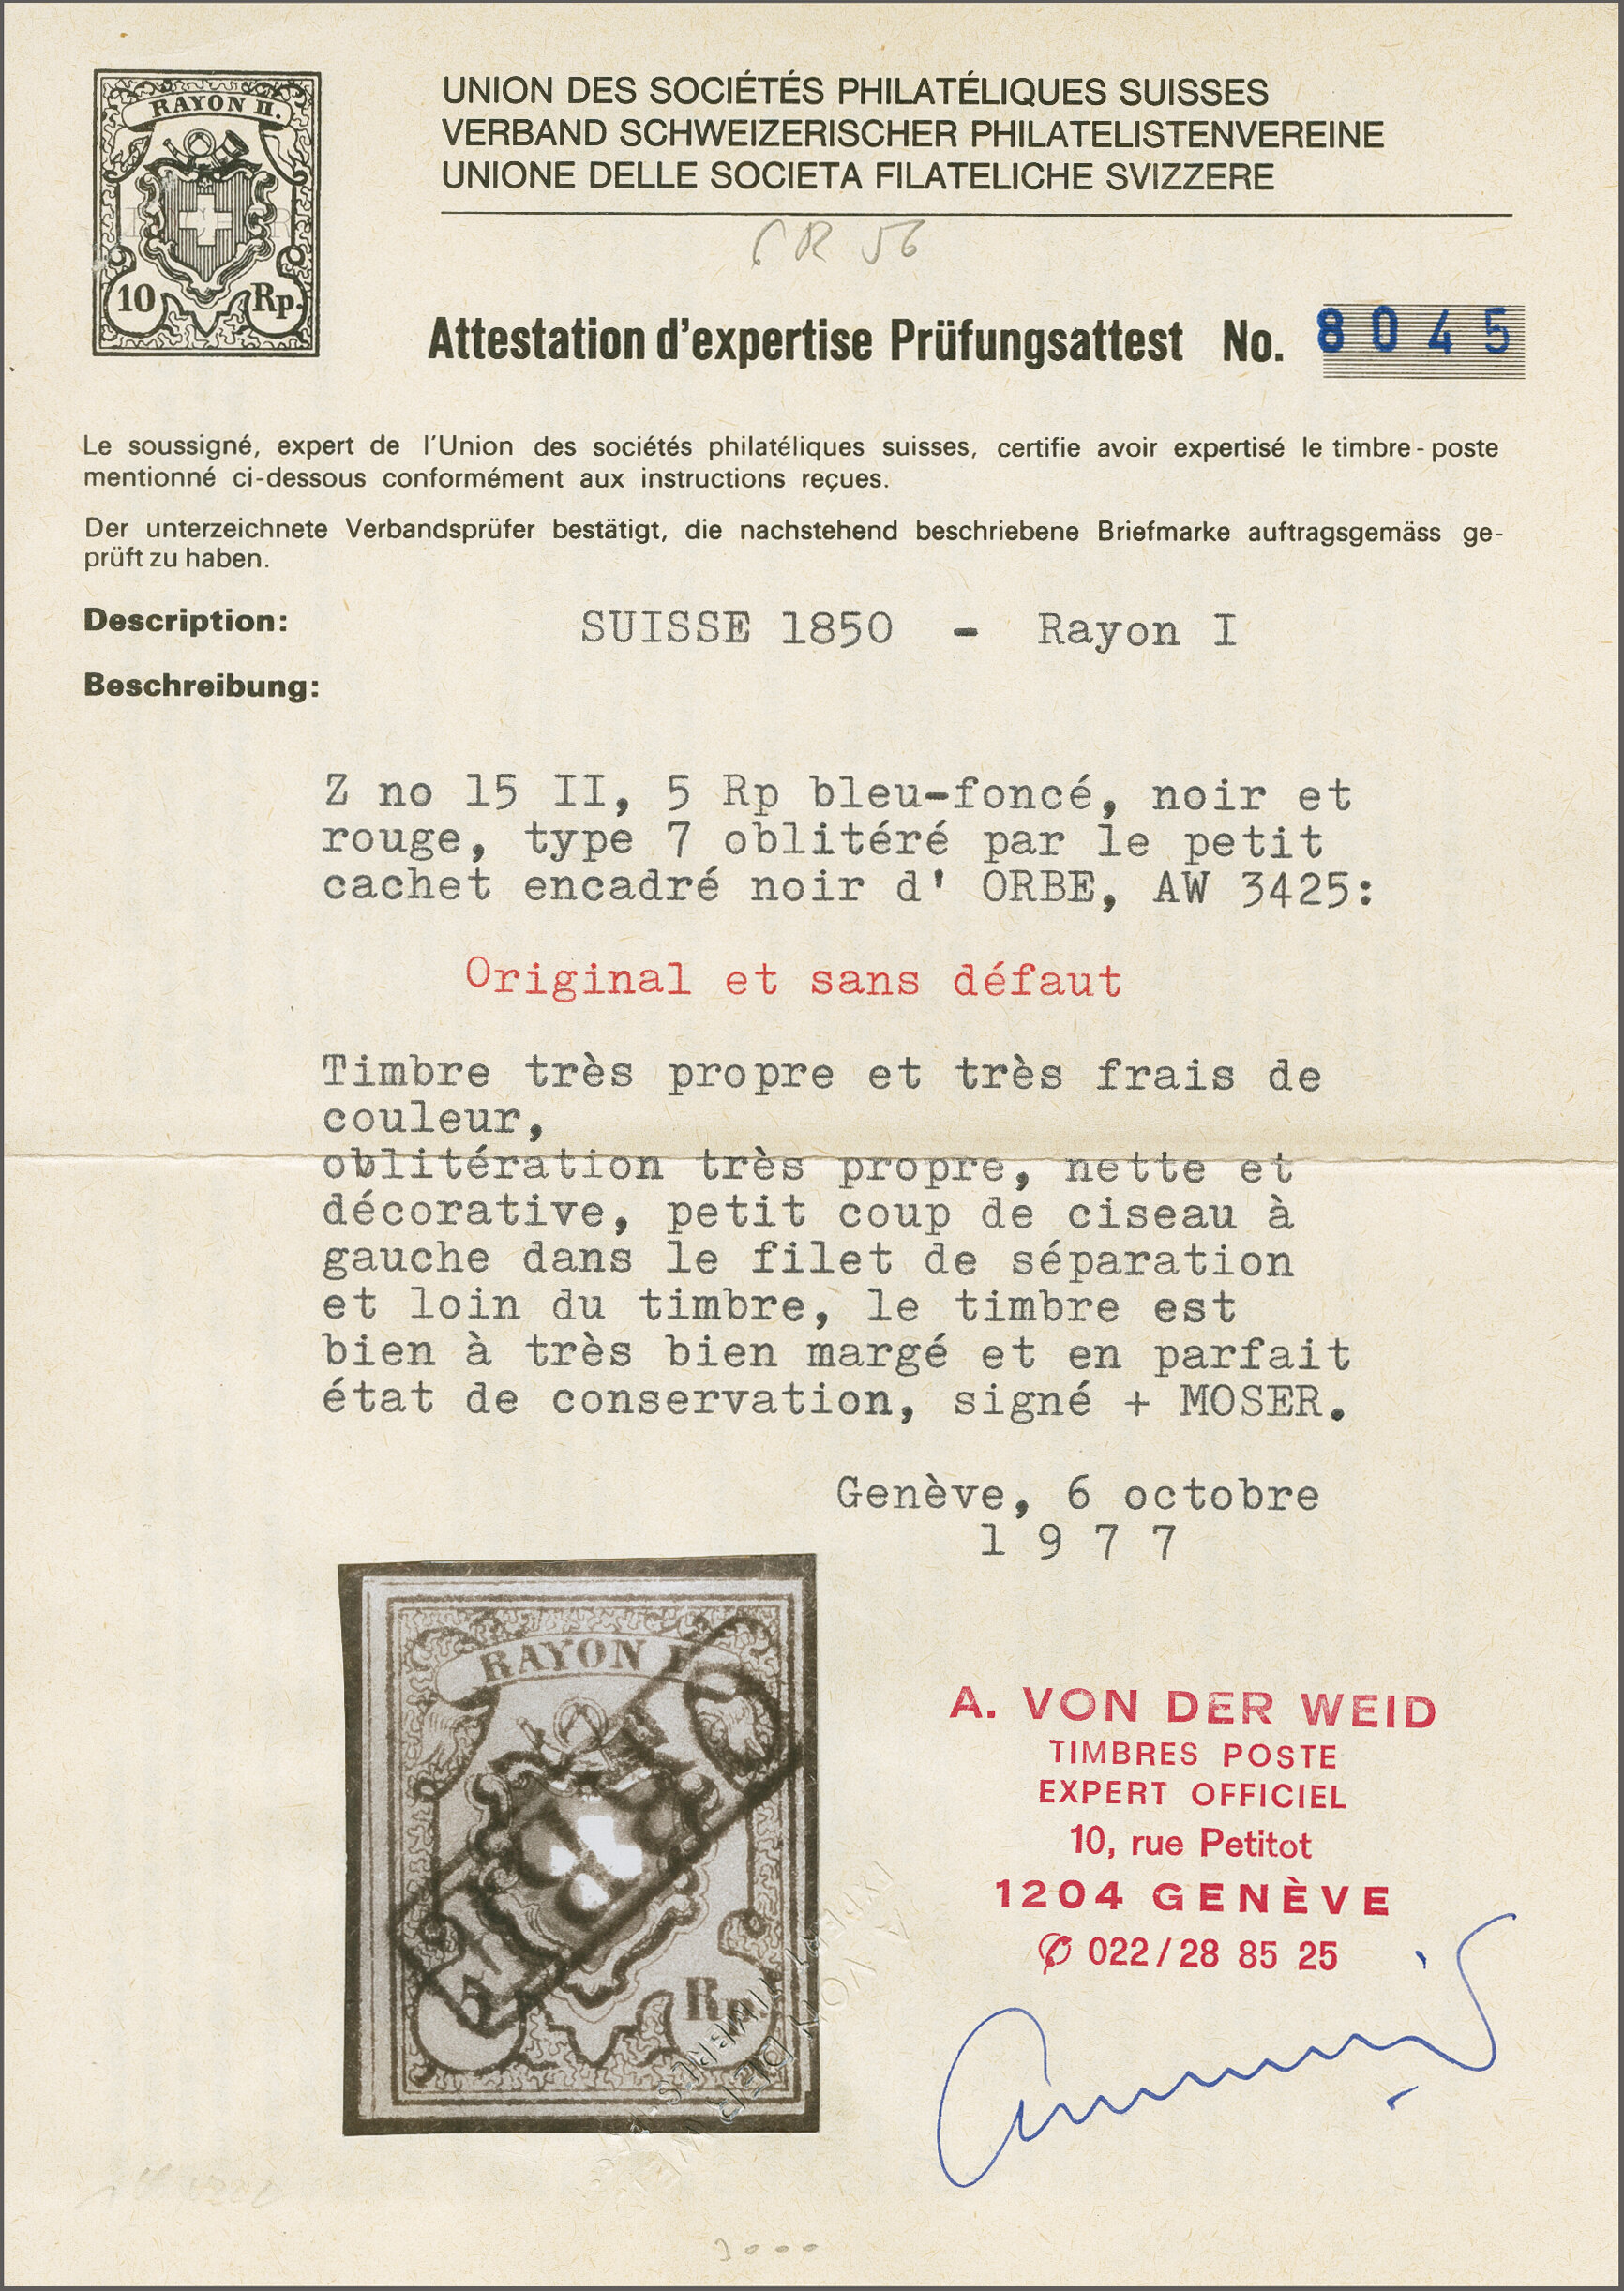 RAYON II.
10 Rp.
UNION DES SOCIÉTÉS PHILATÉLIQUES SUISSES
VERBAND SCHWEIZERISCHER PHILATELISTENVEREINE
UNIONE DELLE SOCIETA FILATELICHE SVIZZERE
Attestation d'expertise Prüfungsattest No. 8045
Le soussigné, expert de l'Union des sociétés philatéliques suisses, certifie avoir expertisé le timbre-poste
mentionné ci-dessous conformément aux instructions reçues.
Der unterzeichnete Verbandsprüfer bestätigt, die nachstehend beschriebene Briefmarke auftragsgemäss ge-
prüft zu haben.
Description: SUISSE 1850 - Rayon I
Beschreibung:
Z no 15 II, 5 Rp bleu-foncé, noir et
rouge, type 7 oblitéré par le petit
cachet encadré noir d' ORBE, AW 3425:
Original et sans défaut
Timbre très propre et très frais de
couleur,
oblitération très propre, nette et
décorative, petit coup de ciseau à
gauche dans le filet de séparation
et loin du timbre, le timbre est
bien à très bien margé et en parfait
état de conservation, signé + MOSER.
Genève, 6 octobre
1 9 7 7
RAYON
5 Rp.
A. VON DER WEID
TIMBRES POSTE
EXPERT OFFICIEL
10, rue Petitot
1204 GENÈVE
022/28 85 25